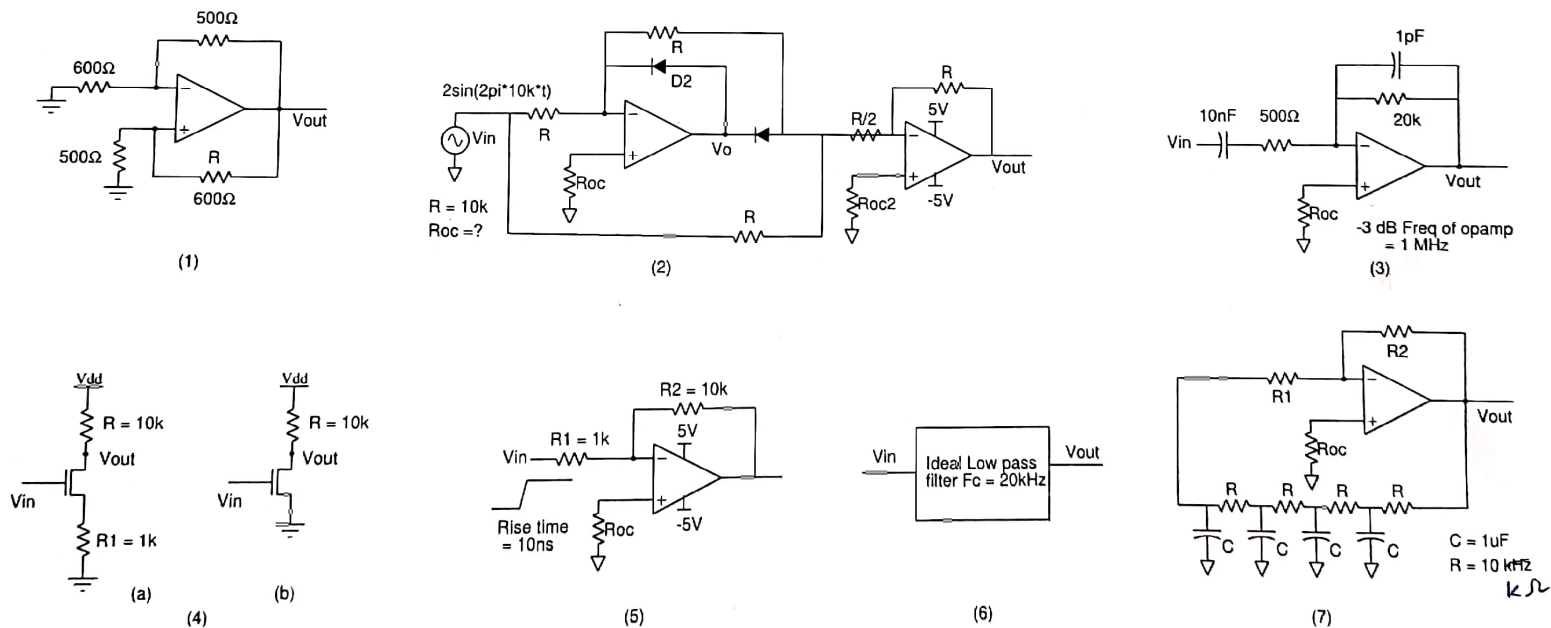 500Ω
600Ω
−
+
Vout
500Ω
R
600Ω
(1)
2sin(2pi*10k*t)
Vin
R
R
D2
−
+
Vo
Roc
R = 10k
Roc =?
R
R/2
R
5V
−
+
-5V
Vout
Roc2
(2)
1pF
20k
10nF
500Ω
Vin
−
+
Vout
Roc
-3 dB Freq of opamp
= 1 MHz
(3)
Vdd
R = 10k
Vout
Vin
R1 = 1k
(a)
Vdd
R = 10k
Vout
Vin
(b)
(4)
R2 = 10k
R1 = 1k
Vin
5V
−
+
-5V
Roc
Rise time
= 10ns
(5)
Vin
Ideal Low pass
filter Fc = 20kHz
Vout
(6)
R2
R1
−
+
Vout
Roc
R
R
R
R
C
C
C
C
C = 1uF
R = 10 kHz
kΩ
(7)